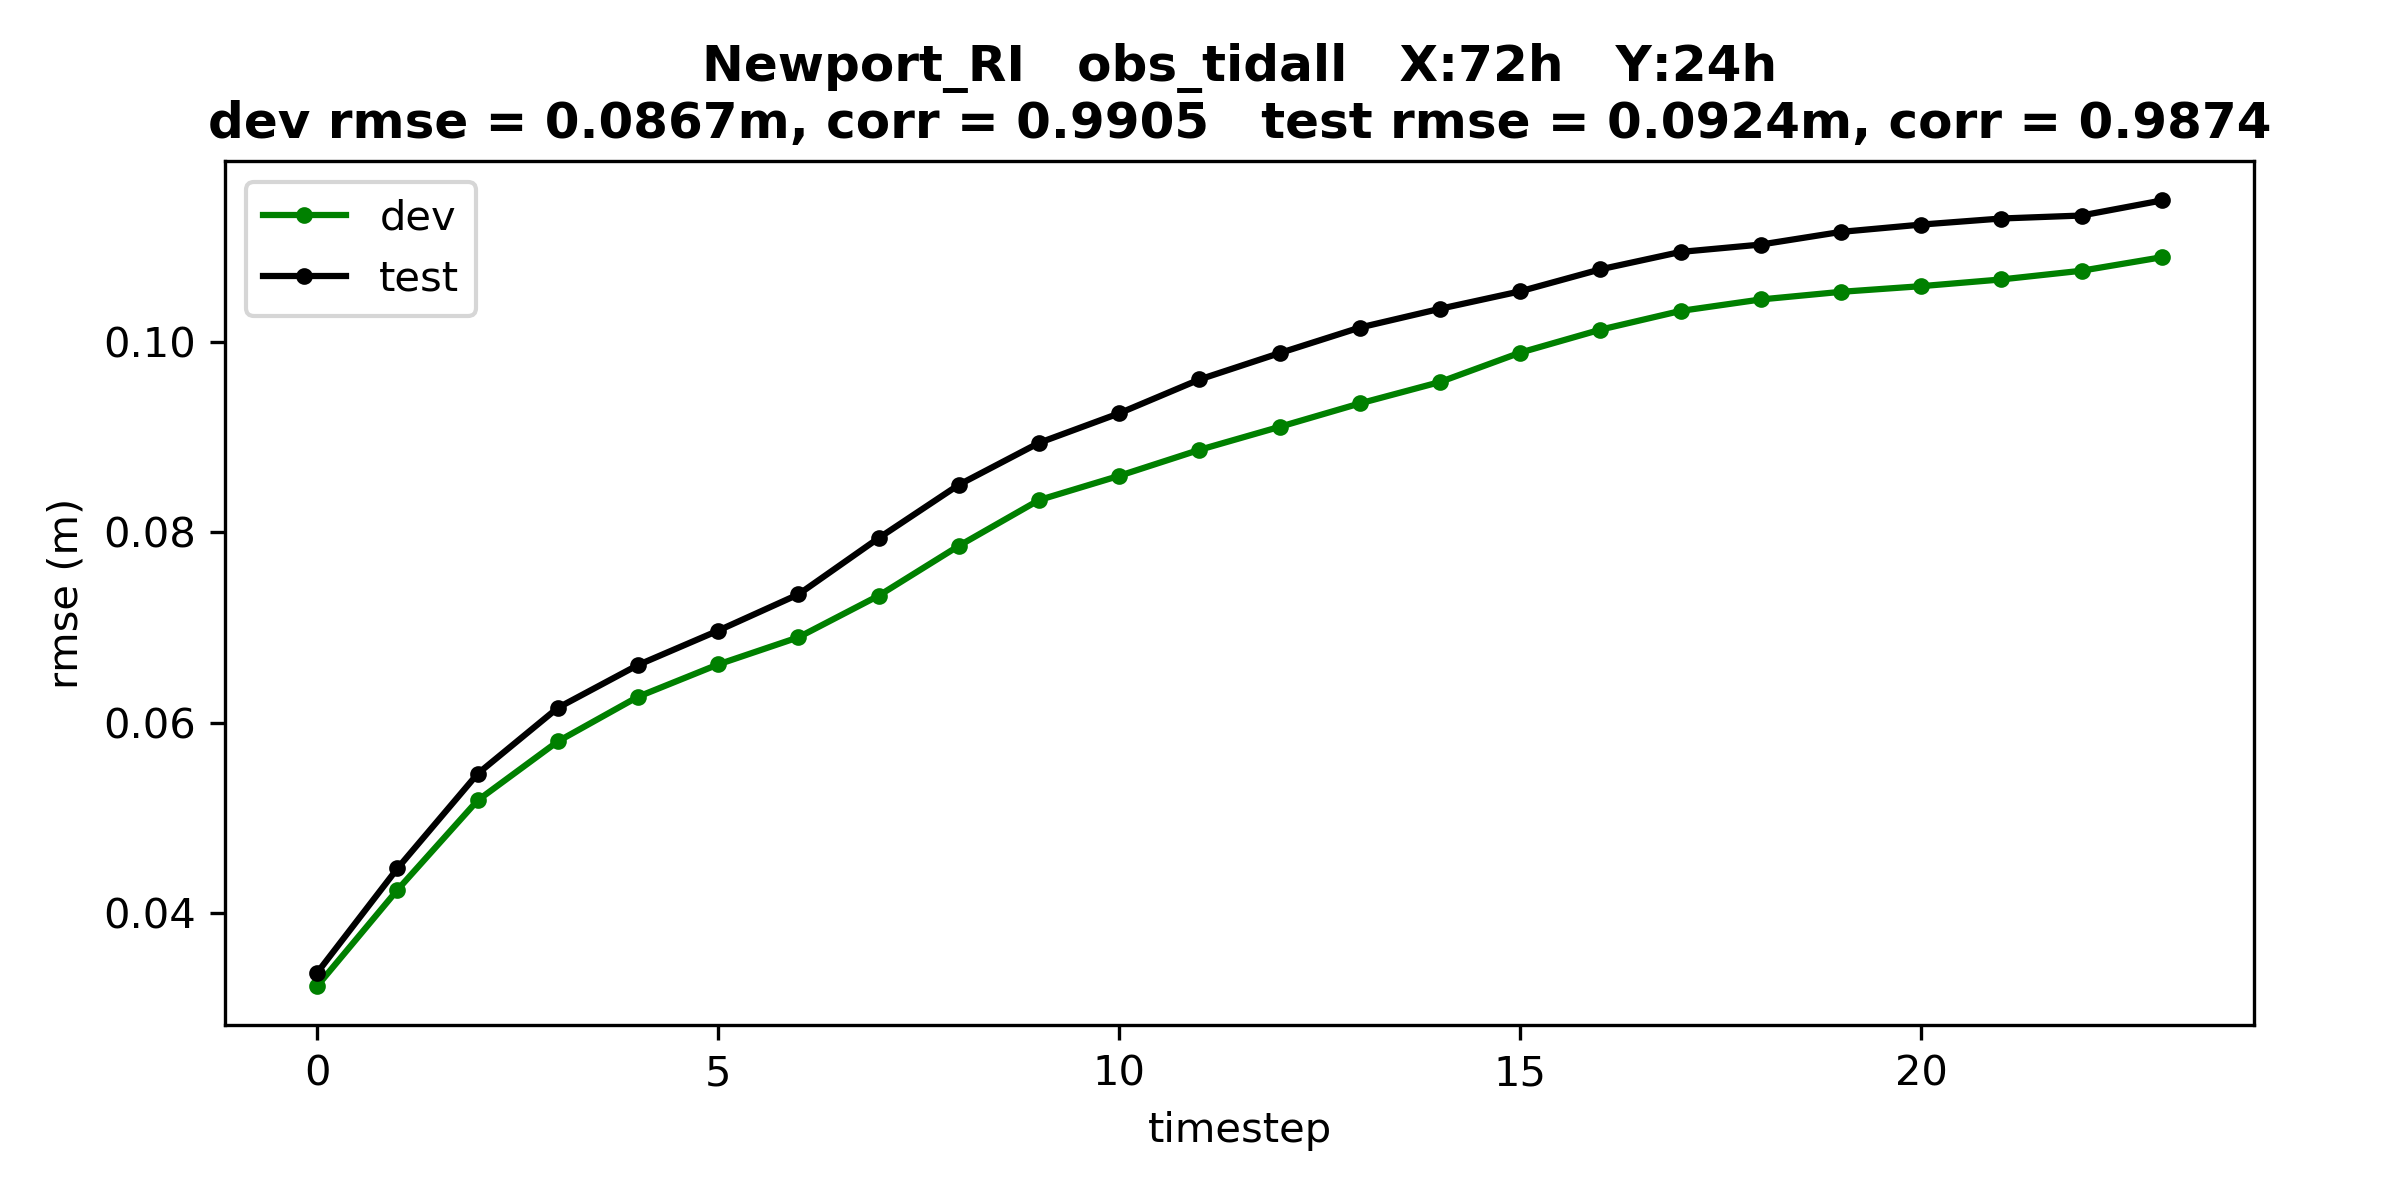 Newport_RI obs_tidall X:72h Y:24h
dev rmse = 0.0867m, corr = 0.9905 test rmse = 0.0924m, corr = 0.9874
dev
test
0.10
0.08
0.06
0.04
rmse (m)
0 5 10 15 20
timestep